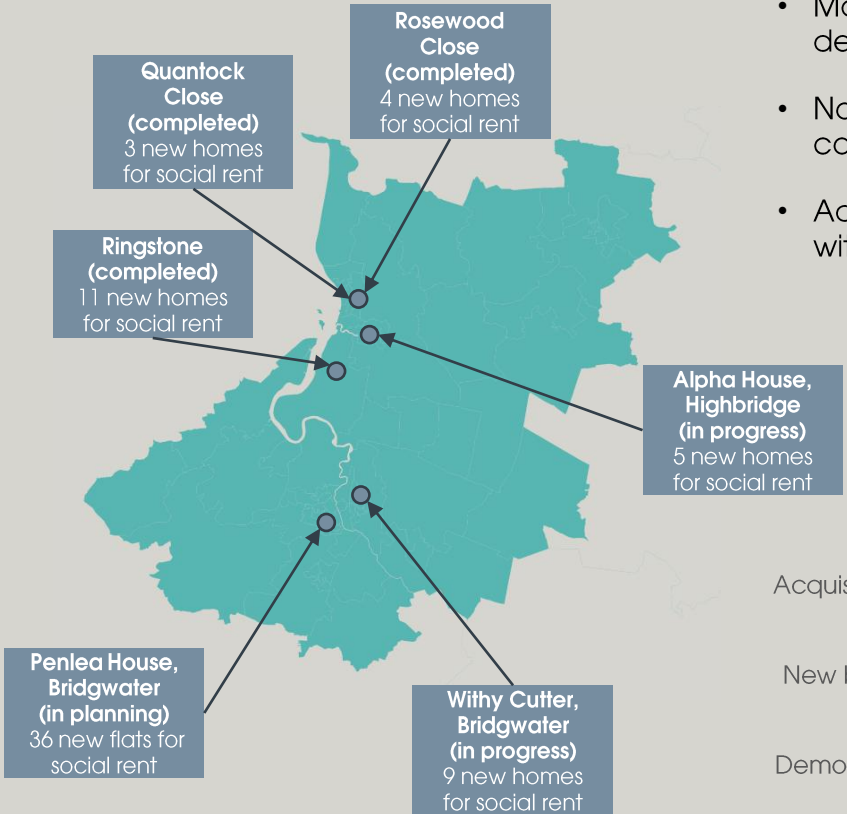 Rosewood
Close
(completed)
4 new homes
for social rent
Quantock
Close
(completed)
3 new homes
for social rent
Ringstone
(completed)
11 new homes
for social rent
Alpha House,
Highbridge
(in progress)
5 new homes
for social rent
Penlea House,
Bridgwater
(in planning)
36 new flats for
social rent
Withy Cutter,
Bridgwater
(in progress)
9 new homes
for social rent
New